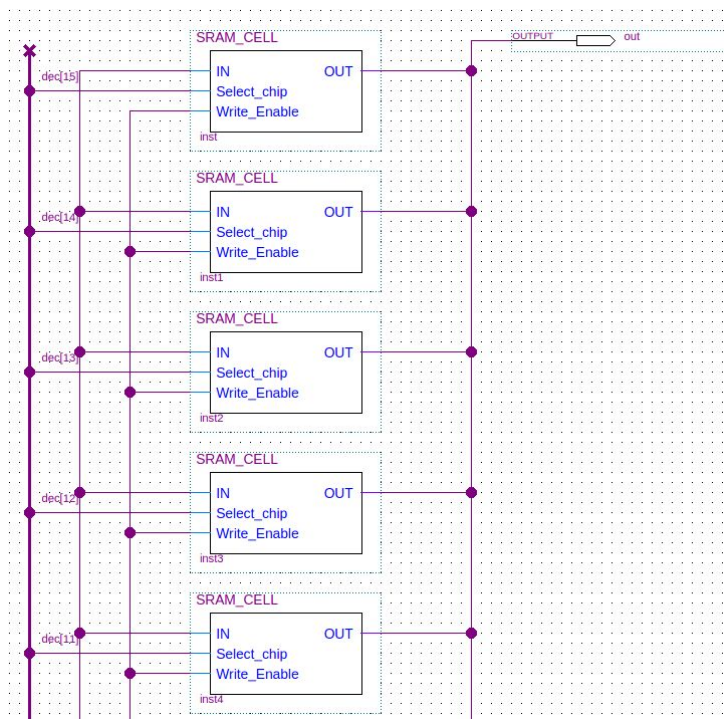 SRAM_CELL
OUTPUT out
dec[15] IN OUT
Select_chip
Write_Enable
inst
SRAM_CELL
dec[14] IN OUT
Select_chip
Write_Enable
inst1
SRAM_CELL
dec[13] IN OUT
Select_chip
Write_Enable
inst2
SRAM_CELL
dec[12] IN OUT
Select_chip
Write_Enable
inst3
SRAM_CELL
dec[11] IN OUT
Select_chip
Write_Enable
inst4